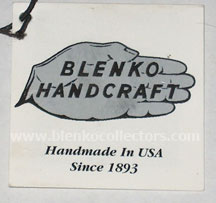 BLENKO
HANDCRAFT
www.blenkocollectors.com
Handmade In USA
Since 1893